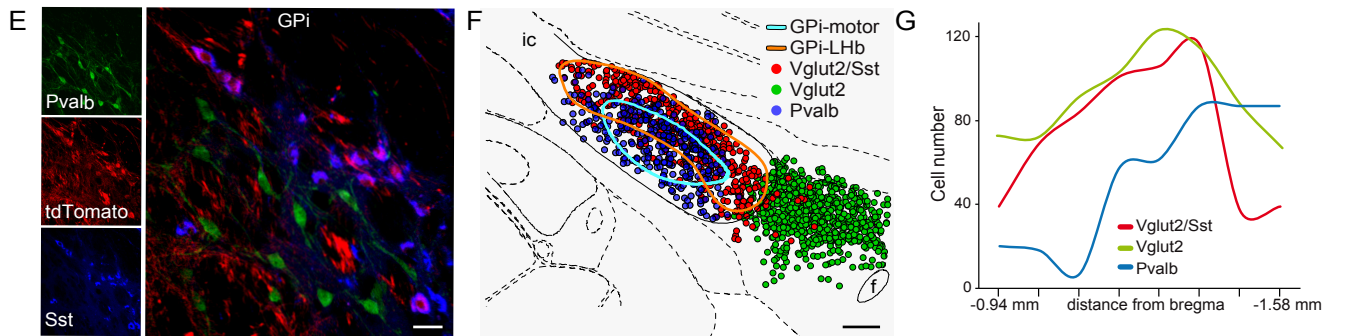 E
Pvalb
tdTomato
Sst
GPi
F
ic
GPi-motor
GPi-LHb
Vglut2/Sst
Vglut2
Pvalb
f
G
Cell number
120
80
40
0
Vglut2/Sst
Vglut2
Pvalb
-0.94 mm distance from bregma -1.58 mm